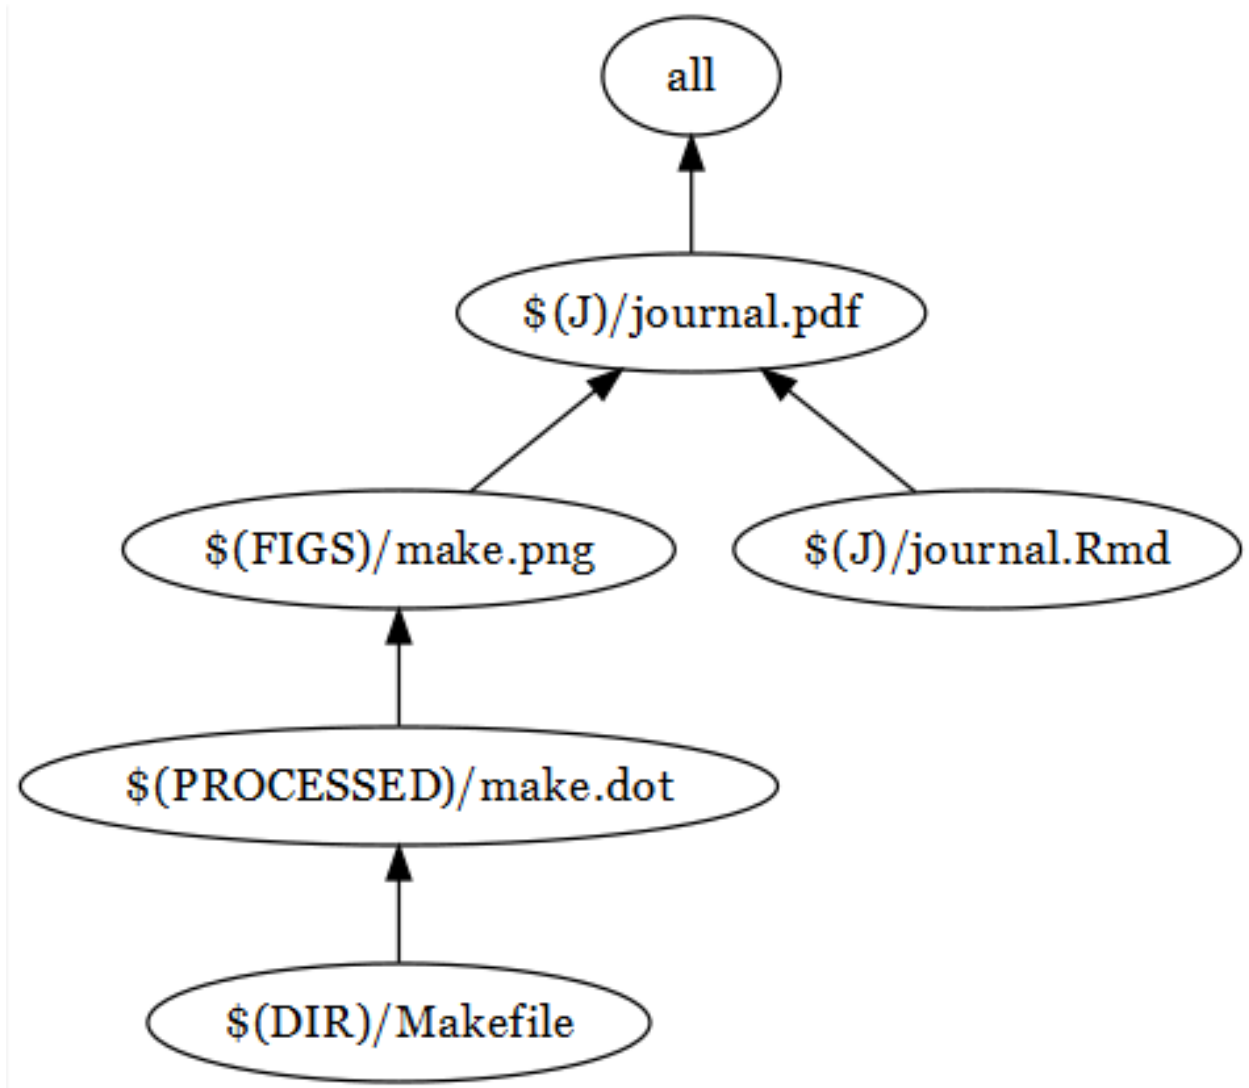 all
$(J)/journal.pdf
$(FIGS)/make.png
$(J)/journal.Rmd
$(PROCESSED)/make.dot
$(DIR)/Makefile